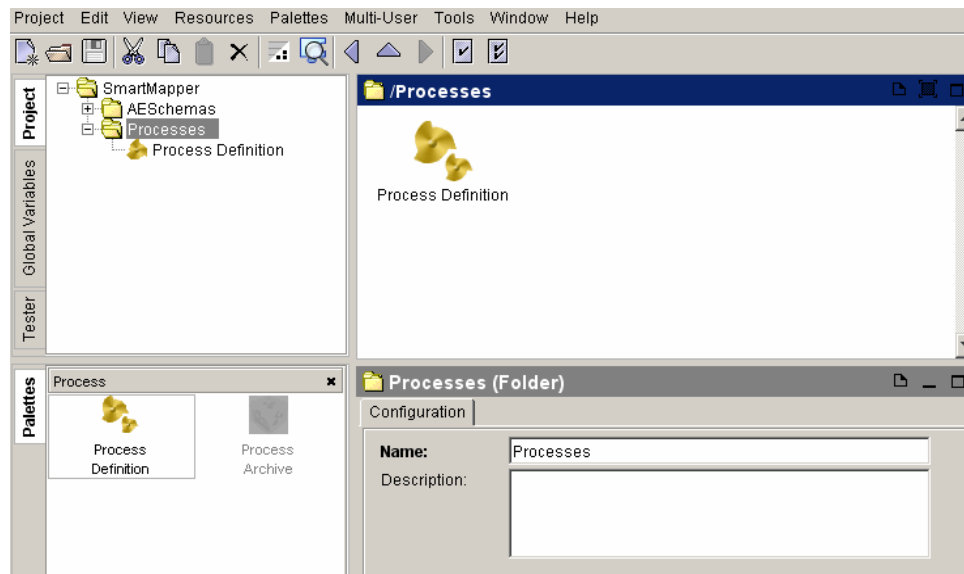 Project Edit View Resources Palettes Multi-User Tools Window Help
Project
Global Variables
Tester
SmartMapper
AESchemas
Processes
Process Definition
/Processes
Process Definition
Palettes
Process
Process
Definition
Process
Archive
Processes (Folder)
Configuration
Name: Processes
Description: